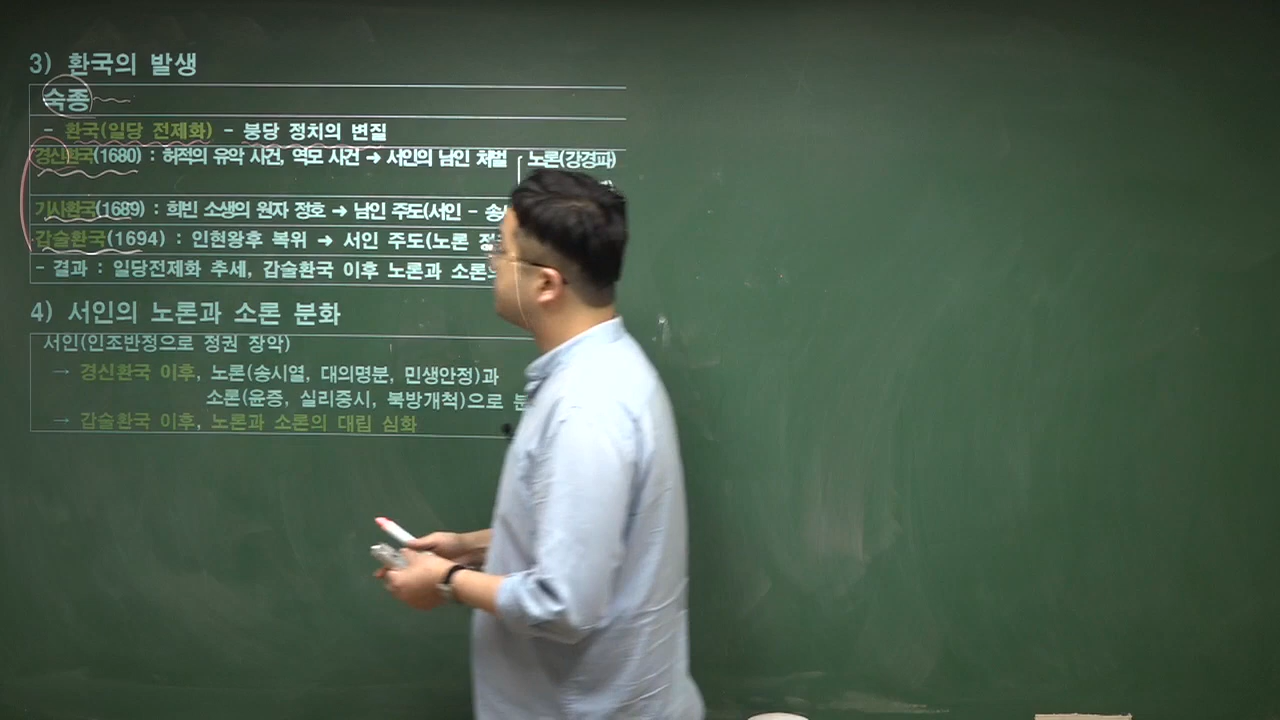 3) 환국의 발생
숙종
- 환국(일당 전제화) - 붕당 정치의 변질
경신환국(1680) : 허적의 유악 사건, 역모 사건 → 서인의 남인 처벌 노론(강경파)
기사환국(1689) : 희빈 소생의 원자 정호 → 남인 주도(서인 - 송
갑술환국(1694) : 인현왕후 복위 → 서인 주도(노론
- 결과 : 일당전제화 추세, 갑술환국 이후 노론과 소론
4) 서인의 노론과 소론 분화
서인(인조반정으로 정권 장악)
→ 경신환국 이후, 노론(송시열, 대의명분, 민생안정)과
소론(윤증, 실리중시, 북방개척)으로
→ 갑술환국 이후, 노론과 소론의 대립 심화